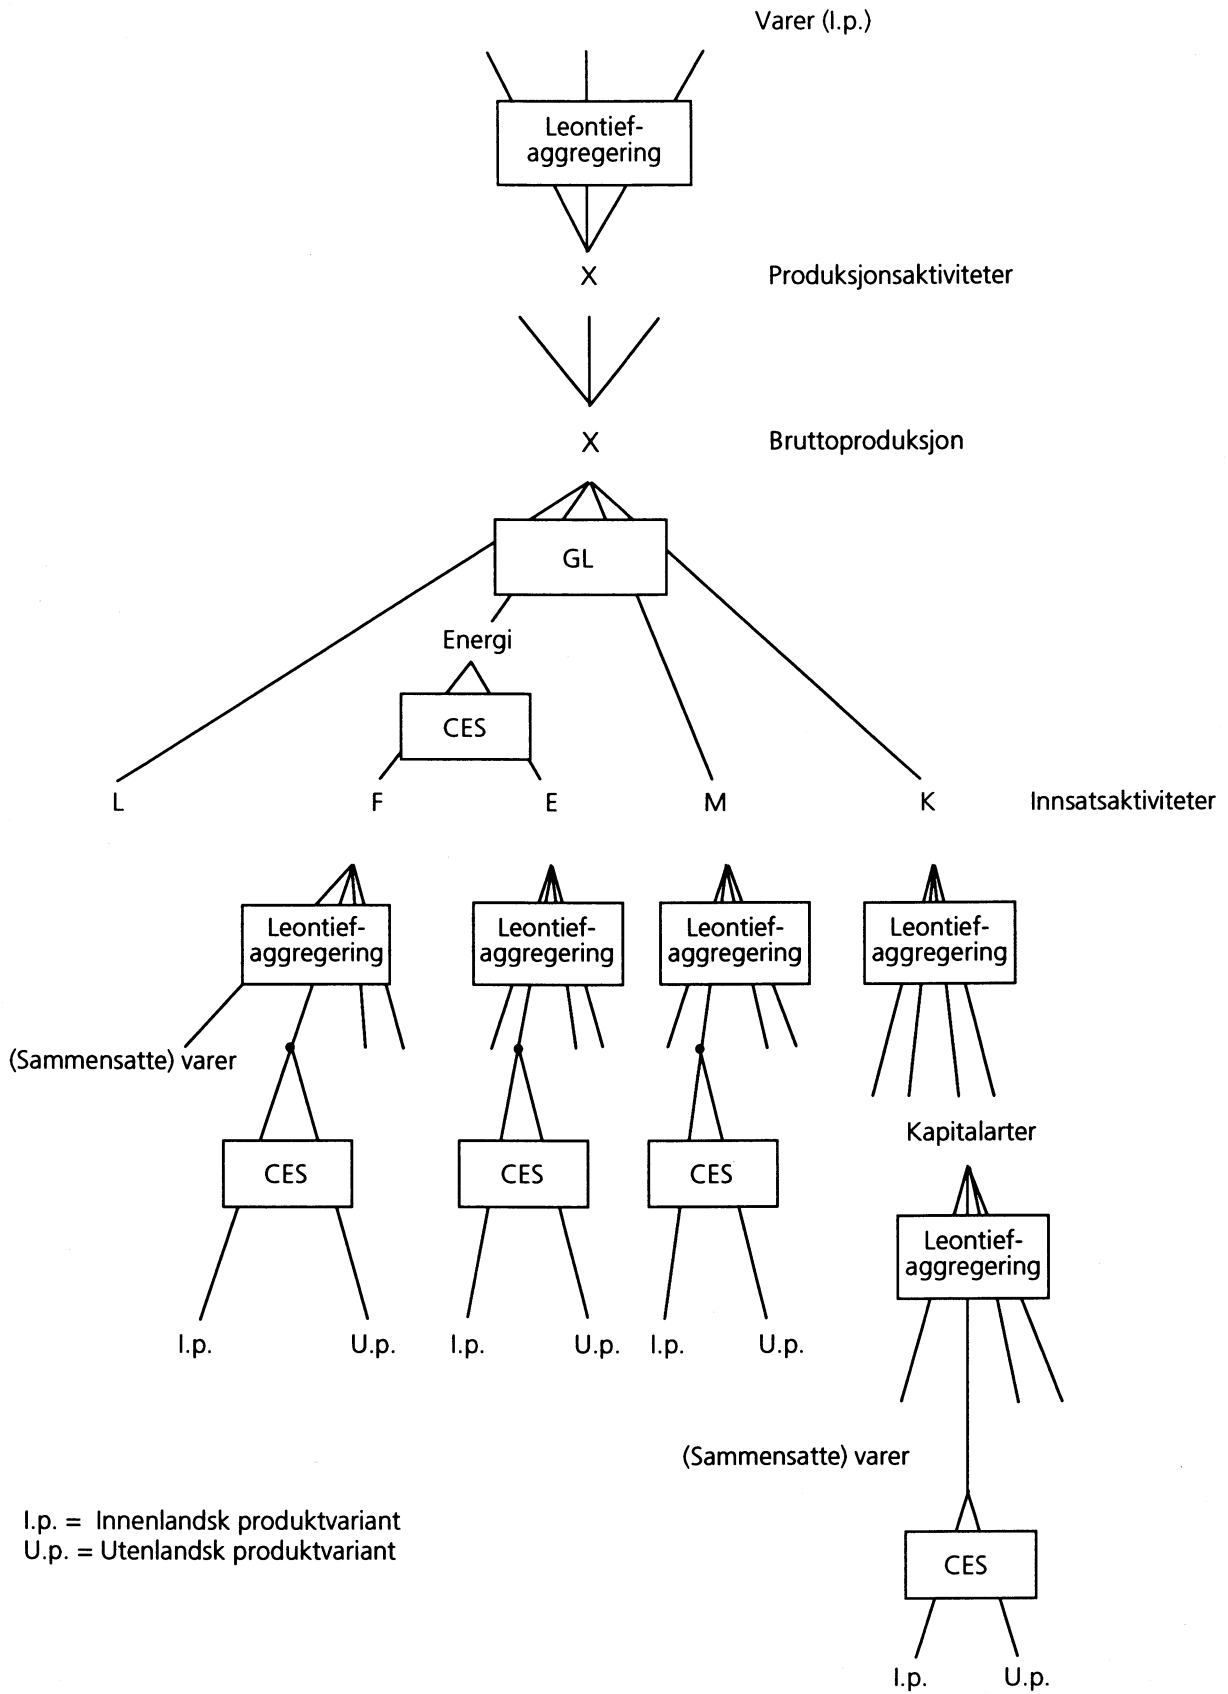 Varer (I.p.)
Leontief-
aggregering
X
Produksjonsaktiviteter
X
Bruttoproduksjon
GL
Energi
CES
L
F
E
M
K
Innsatsaktiviteter
Leontief-
aggregering
Leontief-
aggregering
Leontief-
aggregering
Leontief-
aggregering
(Sammensatte) varer
Kapitalarter
CES
CES
CES
Leontief-
aggregering
I.p.
U.p.
I.p.
U.p.
I.p.
U.p.
(Sammensatte) varer
I.p. = Innenlandsk produktvariant
U.p. = Utenlandsk produktvariant
CES
I.p.
U.p.